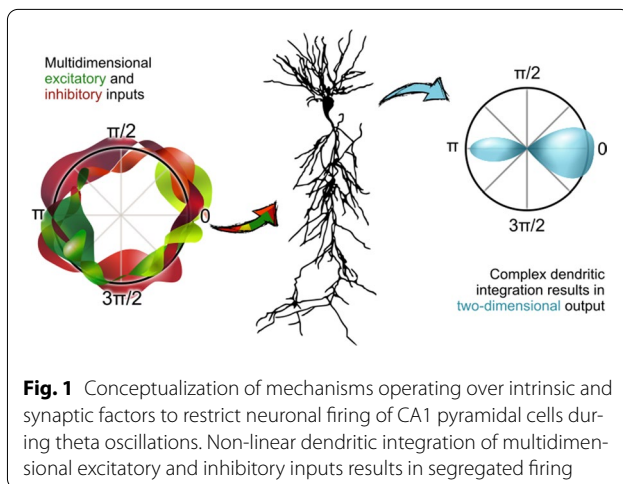 Multidimensional
excitatory and
inhibitory inputs
π/2
π
0
3π/2
π/2
π
0
3π/2
Complex dendritic
integration results in
two-dimensional output
Fig. 1 Conceptualization of mechanisms operating over intrinsic and
synaptic factors to restrict neuronal firing of CA1 pyramidal cells dur-
ing theta oscillations. Non-linear dendritic integration of multidimen-
sional excitatory and inhibitory inputs results in segregated firing